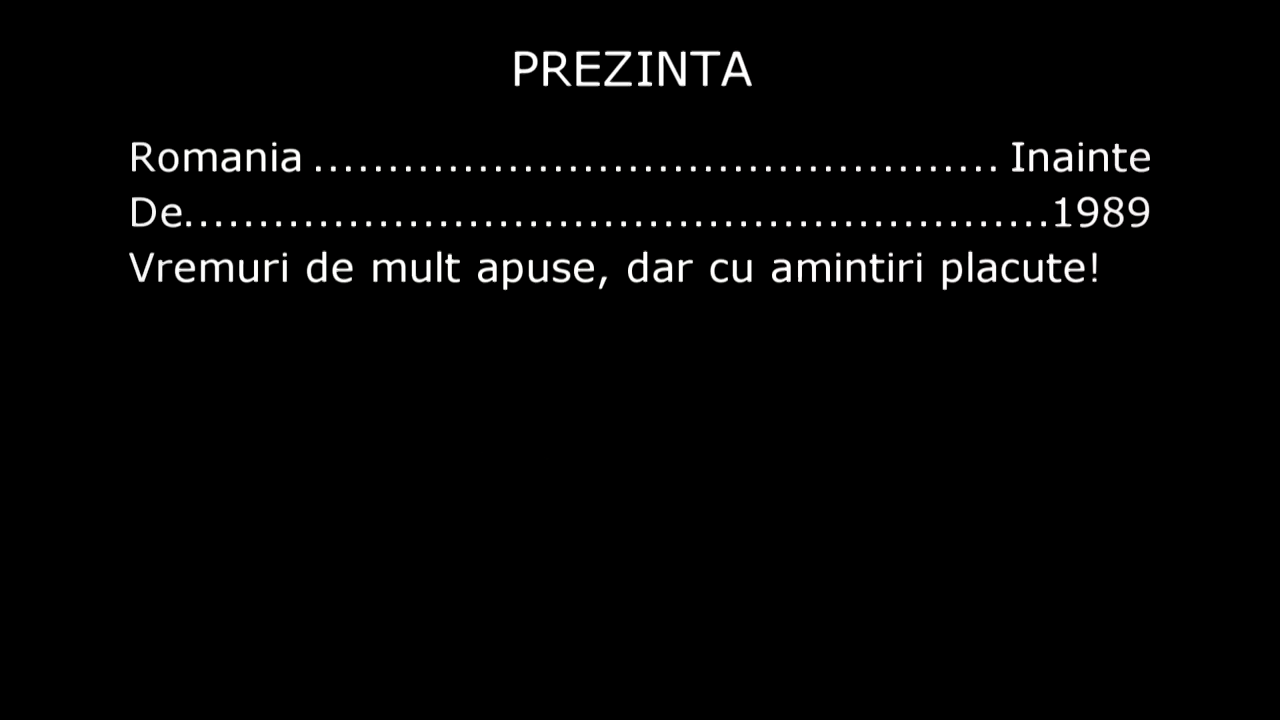 PREZINTA
Romania .............................................. Inainte
De..........................................................1989
Vremuri de mult apuse, dar cu amintiri placute!